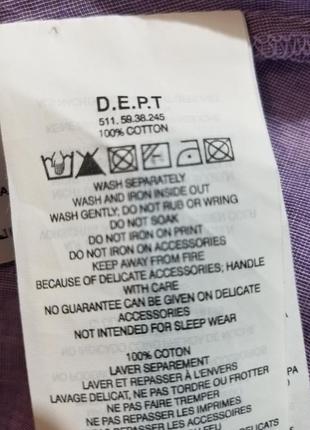 D.E.P.T
511. 59.38.245
100% COTTON
WASH SEPARATELY
WASH AND IRON INSIDE OUT
WASH GENTLY; DO NOT RUB OR WRING
DO NOT SOAK
DO NOT IRON ON PRINT
DO NOT IRON ON ACCESSORIES
KEEP AWAY FROM FIRE
BECAUSE OF DELICATE ACCESSORIES; HANDLE
WITH CARE
NO GUARANTEE CAN BE GIVEN ON DELICATE
ACCESSORIES
NOT INTENDED FOR SLEEP WEAR
100% COTTON
LAVER SEPAREMENT
LAVER ET REPASSER À L'ENVERS
LAVAGE DELICAT, NE PAS TORDRE OU FROTTER
NE PAS FAIRE TREMPER
NE PAS REPASSER LES IMPRIMES
NE PAS REPASSER LES ACCESSOIRES